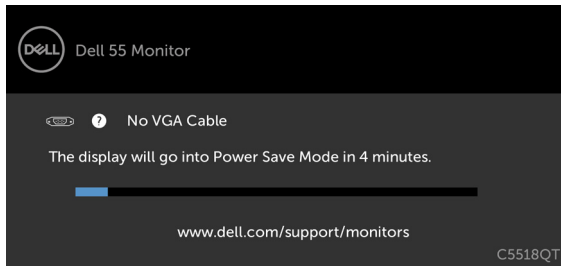 DELL
Dell 55 Monitor
? No VGA Cable
The display will go into Power Save Mode in 4 minutes.
www.dell.com/support/monitors
C5518QT